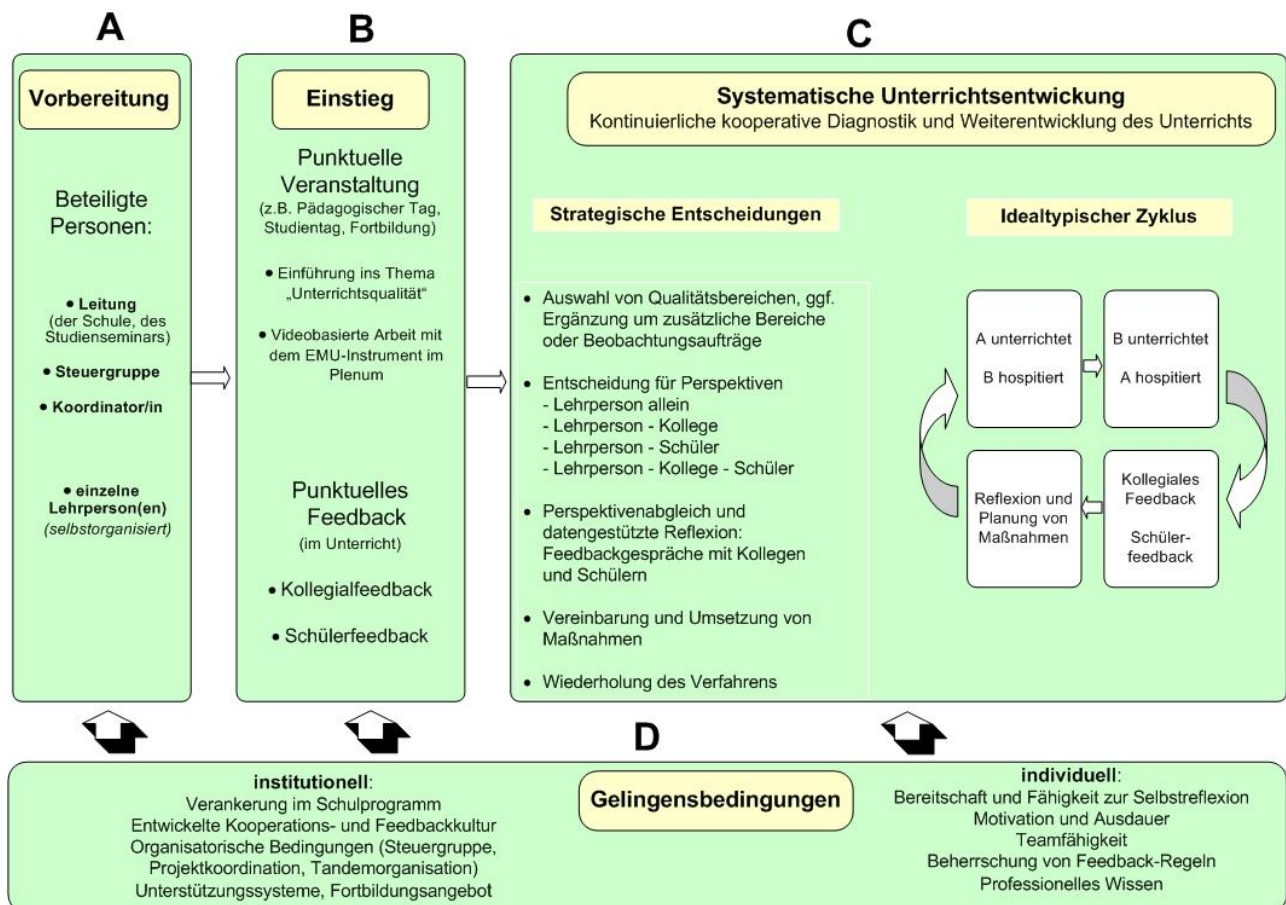 A
Vorbereitung
Beteiligte
Personen:
● Leitung
(der Schule, des
Studienseminars)
● Steuergruppe
● Koordinator/in
● einzelne
Lehrperson(en)
(selbstorganisiert)
B
Einstieg
Punktuelle
Veranstaltung
(z.B. Pädagogischer Tag,
Studientag, Fortbildung)
● Einführung ins Thema
„Unterrichtsqualität“
● Videobasierte Arbeit mit
dem EMU-Instrument im
Plenum
Punktuelles
Feedback
(im Unterricht)
● Kollegialfeedback
● Schülerfeedback
C
Systematische Unterrichtsentwickung
Kontinuierliche kooperative Diagnostik und Weiterentwicklung des Unterrichts
Strategische Entscheidungen
● Auswahl von Qualitätsbereichen, ggf.
Ergänzung um zusätzliche Bereiche
oder Beobachtungsaufträge
● Entscheidung für Perspektiven
- Lehrperson allein
- Lehrperson - Kollege
- Lehrperson - Schüler
- Lehrperson - Kollege - Schüler
● Perspektivenabgleich und
datengestützte Reflexion:
Feedbackgespräche mit Kollegen
und Schülern
● Vereinbarung und Umsetzung von
Maßnahmen
● Wiederholung des Verfahrens
Idealtypischer Zyklus
A unterrichtet
B hospitiert
B unterrichtet
A hospitiert
Kollegiales
Feedback
Schüler-
feedback
Reflexion und
Planung von
Maßnahmen
D
Gelingensbedingungen
institutionell:
Verankerung im Schulprogramm
Entwickelte Kooperations- und Feedbackkultur
Organisatorische Bedingungen (Steuergruppe,
Projektkoordination, Tandemorganisation)
Unterstützungssysteme, Fortbildungsangebot
individuell:
Bereitschaft und Fähigkeit zur Selbstreflexion
Motivation und Ausdauer
Teamfähigkeit
Beherrschung von Feedback-Regeln
Professionelles Wissen